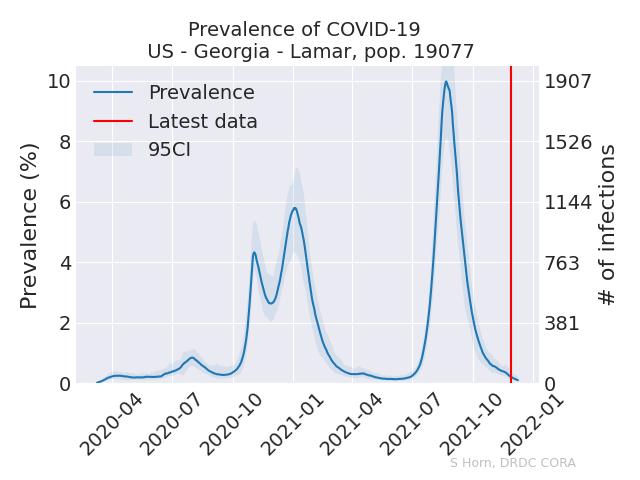 Prevalence of COVID-19
US - Georgia - Lamar, pop. 19077
Prevalence
Latest data
95CI
Prevalence (%)
10
8
6
4
2
0
1907
1526
1144
763
381
0
# of infections
2020-04
2020-07
2020-10
2021-01
2021-04
2021-07
2021-10
2022-01
S Horn, DRDC CORA